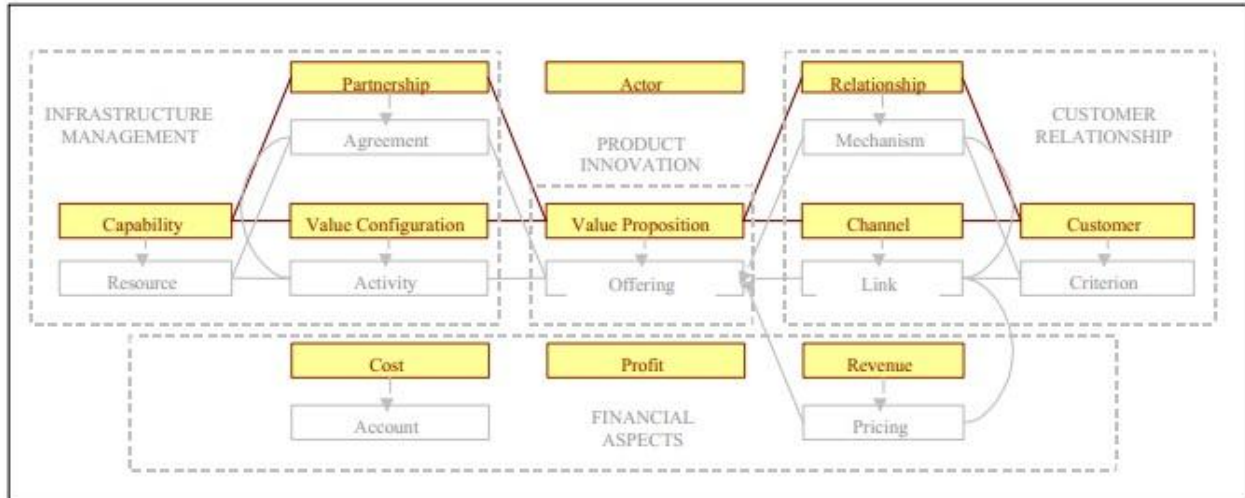 Partnership
Actor
Relationship
INFRASTRUCTURE
MANAGEMENT
CUSTOMER
RELATIONSHIP
Agreement
PRODUCT
INNOVATION
Mechanism
Capability
Value Configuration
Value Proposition
Channel
Customer
Resource
Activity
Offering
Link
Criterion
Cost
Profit
Revenue
Account
FINANCIAL
ASPECTS
Pricing